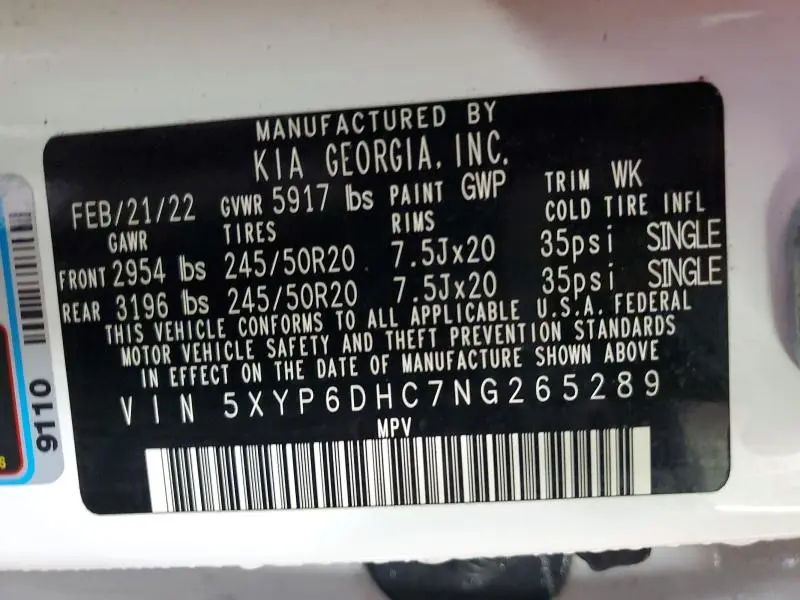 MANUFACTURED BY
KIA GEORGIA, INC.
FEB/21/22 GVWR 5917 lbs PAINT GWP TRIM WK
GAWR TIRES RIMS COLD TIRE INFL
FRONT 2954 lbs 245/50R20 7.5Jx20 35psi SINGLE
REAR 3196 lbs 245/50R20 7.5Jx20 35psi SINGLE
THIS VEHICLE CONFORMS TO ALL APPLICABLE U.S.A. FEDERAL
MOTOR VEHICLE SAFETY AND THEFT PREVENTION STANDARDS
IN EFFECT ON THE DATE OF MANUFACTURE SHOWN ABOVE
VIN 5XYP6DHC7NG265289
MPV
9110